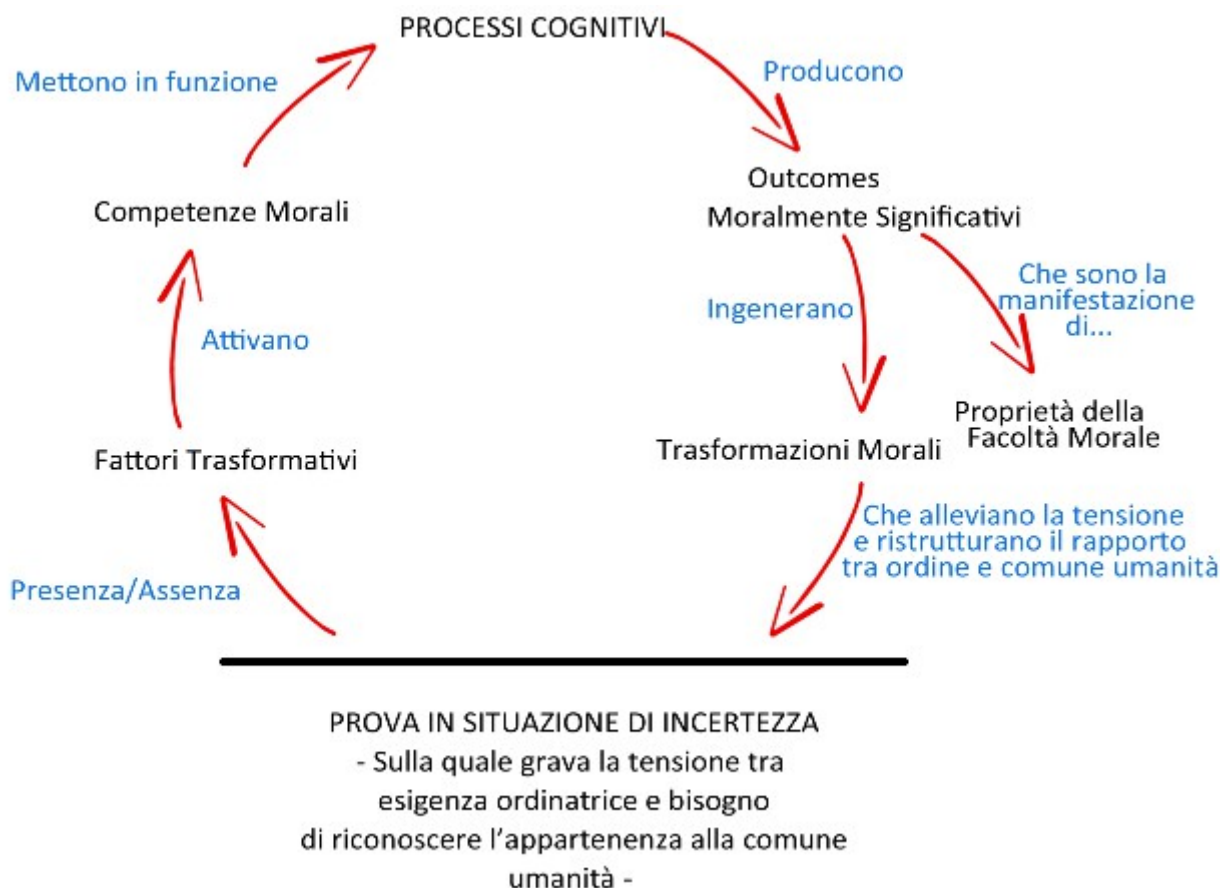 PROCESSI COGNITIVI
Mettono in funzione
Producono
Outcomes
Moralmente Significativi
Competenze Morali
Che sono la
manifestazione
di...
Ingenerano
Attivano
Proprietà della
Facoltà Morale
Trasformazioni Morali
Fattori Trasformativi
Che alleviano la tensione
e ristrutturano il rapporto
tra ordine e comune umanità
Presenza/Assenza
PROVA IN SITUAZIONE DI INCERTEZZA
- Sulla quale grava la tensione tra
esigenza ordinatrice e bisogno
di riconoscere l'appartenenza alla comune
umanità -